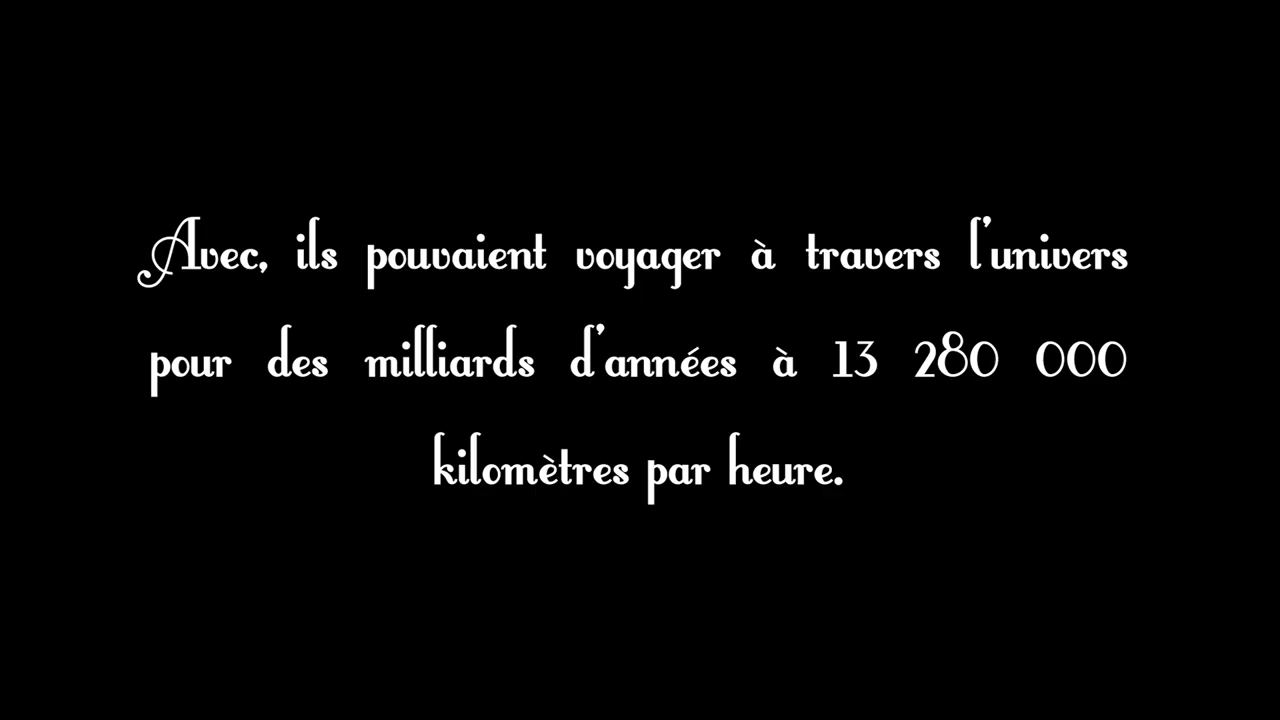 Avec, ils pouvaient voyager à travers l'univers
pour des milliards d'années à 13 280 000
kilomètres par heure.